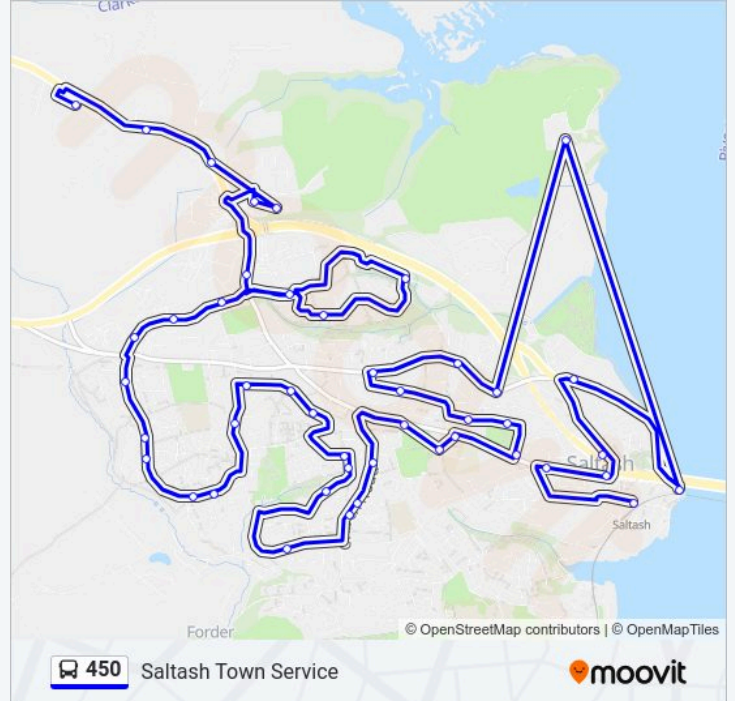 Saltash
Saltash
Forder
© OpenStreetMap contributors | © OpenMapTiles
450 Saltash Town Service
moovit